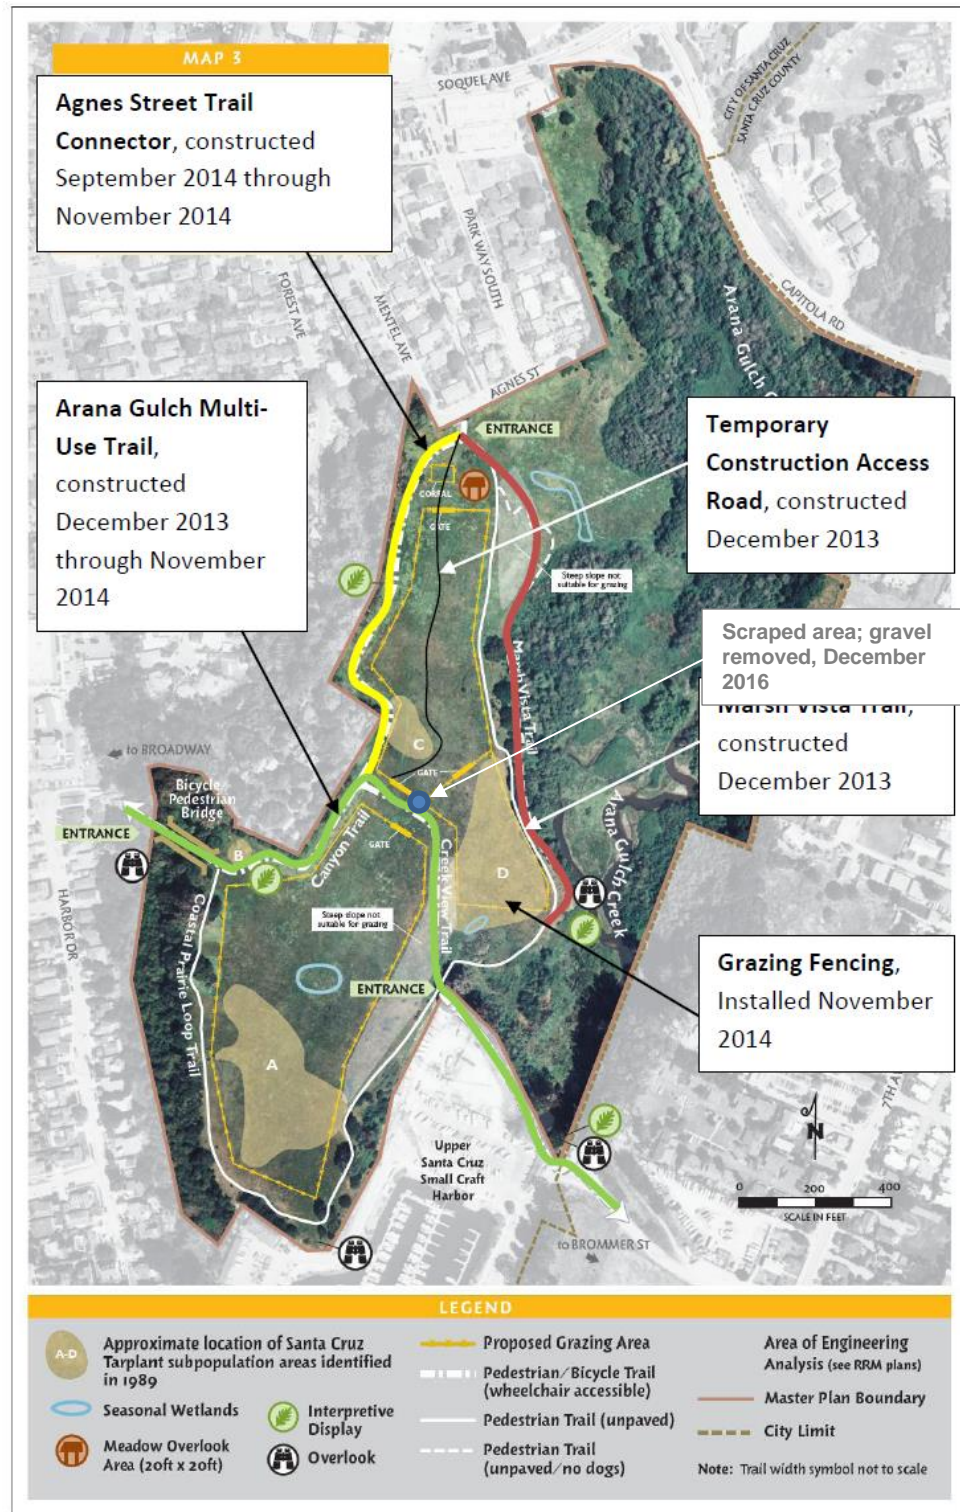 MAP 3
Agnes Street Trail
Connector, constructed
September 2014 through
November 2014
SOQUEL AVE
CITY OF SANTA CRUZ
SANTA CRUZ COUNTY
PARK WAY SOUTH
FOREST AVE
MENTEL AVE
AGNES ST
CAPITOLA RD
Arana Gulch C
Arana Gulch Multi-
Use Trail,
constructed
December 2013
through November
2014
ENTRANCE
CORRAL
GATE
Temporary
Construction Access
Road, constructed
December 2013
Steep slope not
suitable for grazing
Scraped area; gravel
removed, December
2016
Marsh Vista Trail,
constructed
December 2013
Marsh Vista Trail
C
GATE
to BROADWAY
Bicycle/
Pedestrian
Bridge
ENTRANCE
B
Canyon Trail
GATE
Creek View Trail
D
Arana Gulch Creek
HARBOR DR
Coastal Prairie Loop Trail
Steep slope not
suitable for grazing
ENTRANCE
A
Grazing Fencing,
Installed November
2014
7TH A
Upper
Santa Cruz
Small Craft
Harbor
N
0 200 400
SCALE IN FEET
to BROMMER ST
LEGEND
A-D
Approximate location of Santa Cruz
Tarplant subpopulation areas identified
in 1989
Seasonal Wetlands
Meadow Overlook
Area (20ft x 20ft)
Interpretive
Display
Overlook
Proposed Grazing Area
Pedestrian/Bicycle Trail
(wheelchair accessible)
Pedestrian Trail (unpaved)
Pedestrian Trail
(unpaved/no dogs)
Area of Engineering
Analysis (see RRM plans)
Master Plan Boundary
City Limit
Note: Trail width symbol not to scale